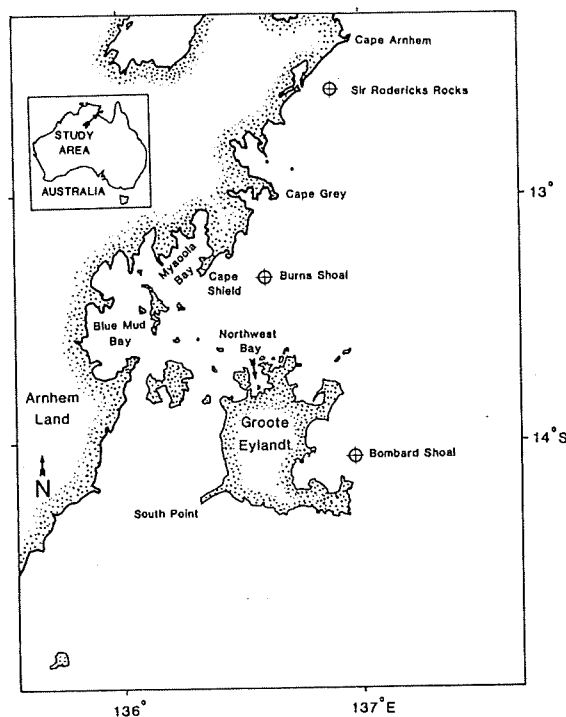 Cape Arnhem
Sir Rodericks Rocks
STUDY
AREA
AUSTRALIA
Cape Grey
13°
Myaoola
Bay
Cape
Shield
Burns Shoal
Blue Mud
Bay
Northwest
Bay
Arnhem
Land
Groote
Eylandt
14°S
Bombard Shoal
N
South Point
136°
137°E